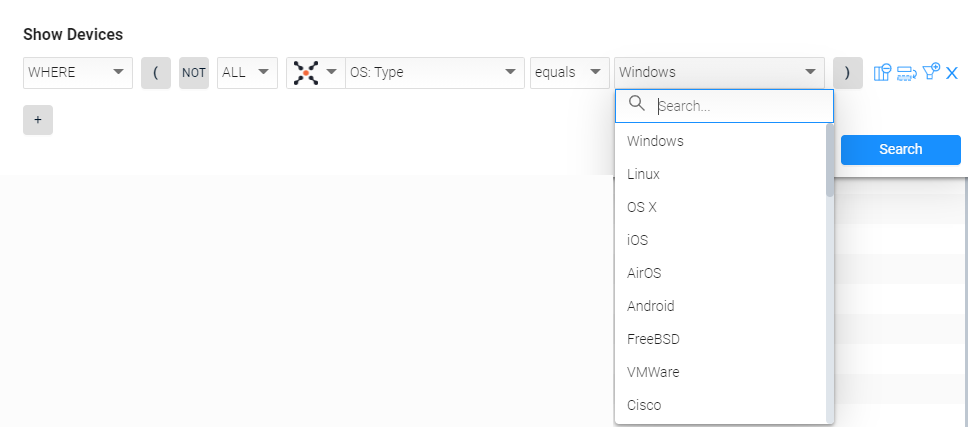 Show Devices
WHERE ( NOT ALL OS: Type equals Windows ) X
+
Search...
Search
Windows
Linux
OS X
iOS
AirOS
Android
FreeBSD
VMWare
Cisco